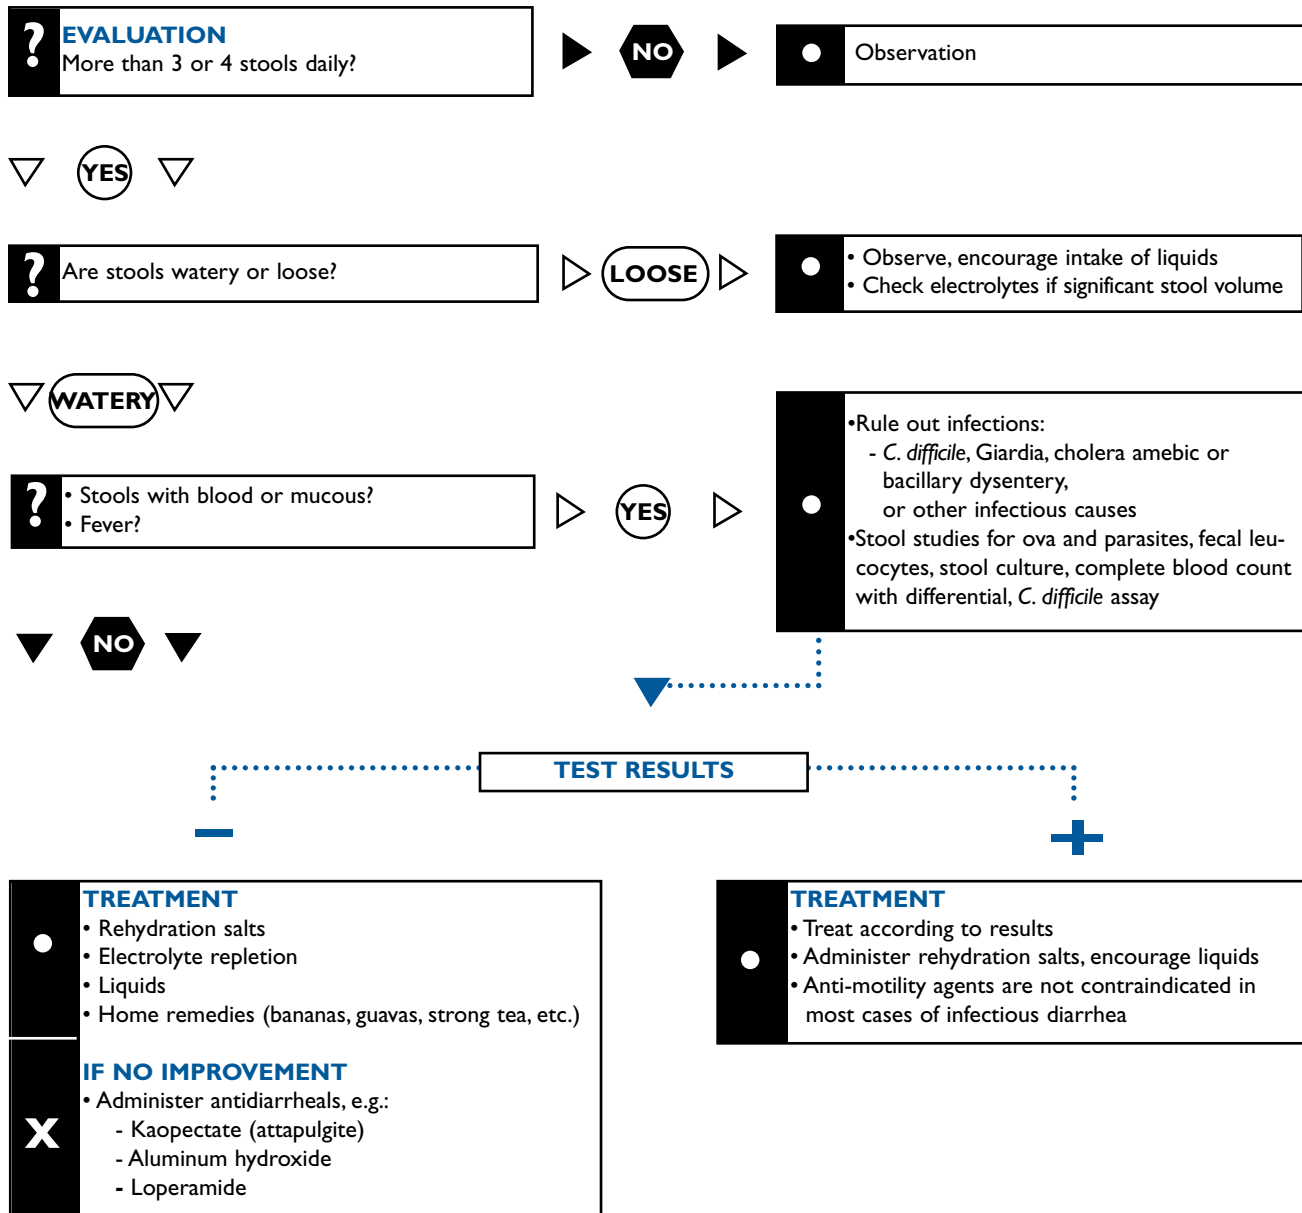 ?
EVALUATION
More than 3 or 4 stools daily?
NO
Observation
YES
?
Are stools watery or loose?
LOOSE
• Observe, encourage intake of liquids
• Check electrolytes if significant stool volume
WATERY
?
• Stools with blood or mucous?
• Fever?
YES
•Rule out infections:
- C. difficile, Giardia, cholera amebic or
bacillary dysentery,
or other infectious causes
•Stool studies for ova and parasites, fecal leu-
cocytes, stool culture, complete blood count
with differential, C. difficile assay
NO
TEST RESULTS
–
+
TREATMENT
• Rehydration salts
• Electrolyte repletion
• Liquids
• Home remedies (bananas, guavas, strong tea, etc.)
X
IF NO IMPROVEMENT
• Administer antidiarrheals, e.g.:
- Kaopectate (attapulgite)
- Aluminum hydroxide
- Loperamide
TREATMENT
• Treat according to results
• Administer rehydration salts, encourage liquids
• Anti-motility agents are not contraindicated in
most cases of infectious diarrhea